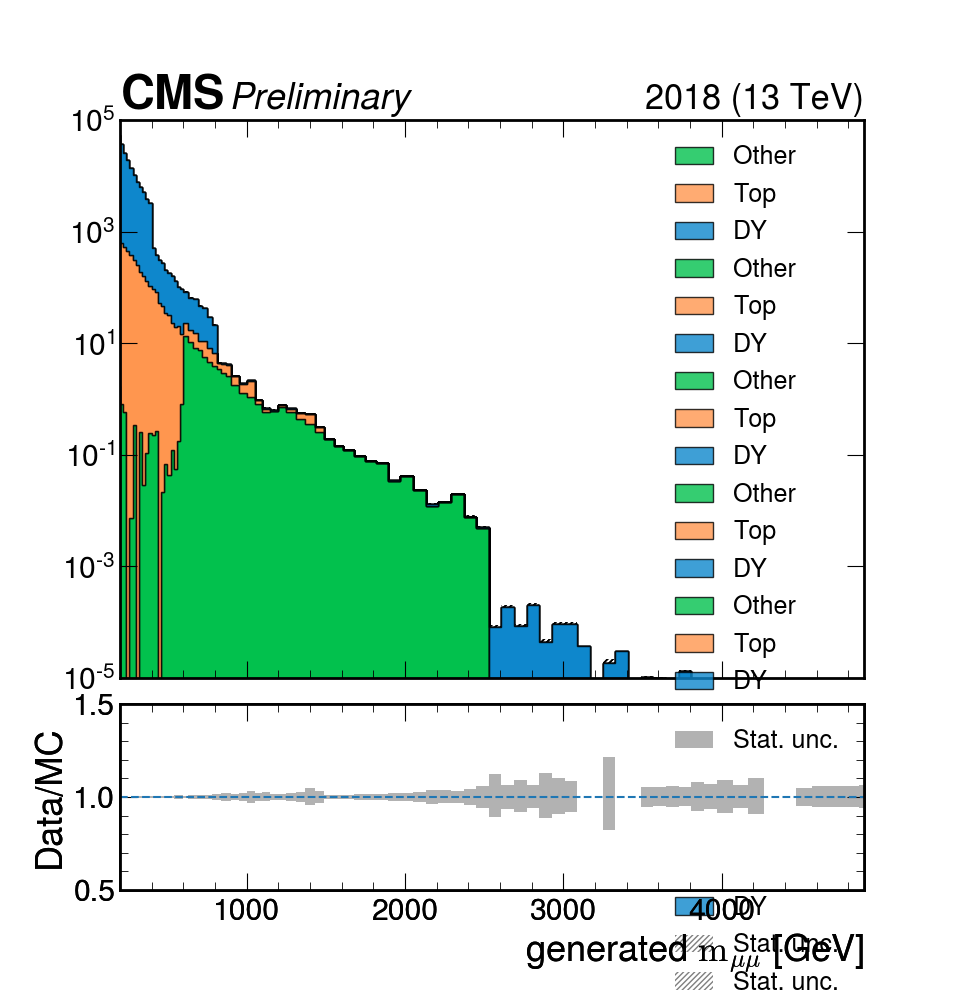 CMS Preliminary 2018 (13 TeV)
10^5
10^3
10^1
10^-1
10^-3
10^-5
Other
Top
DY
Other
Top
DY
Other
Top
DY
Other
Top
DY
Other
Top
DY
1.5
1.0
0.5
Data/MC
Stat. unc.
1000 2000 3000 4000
DY
Stat. unc.
generated m_μμ [GeV]
Stat. unc.